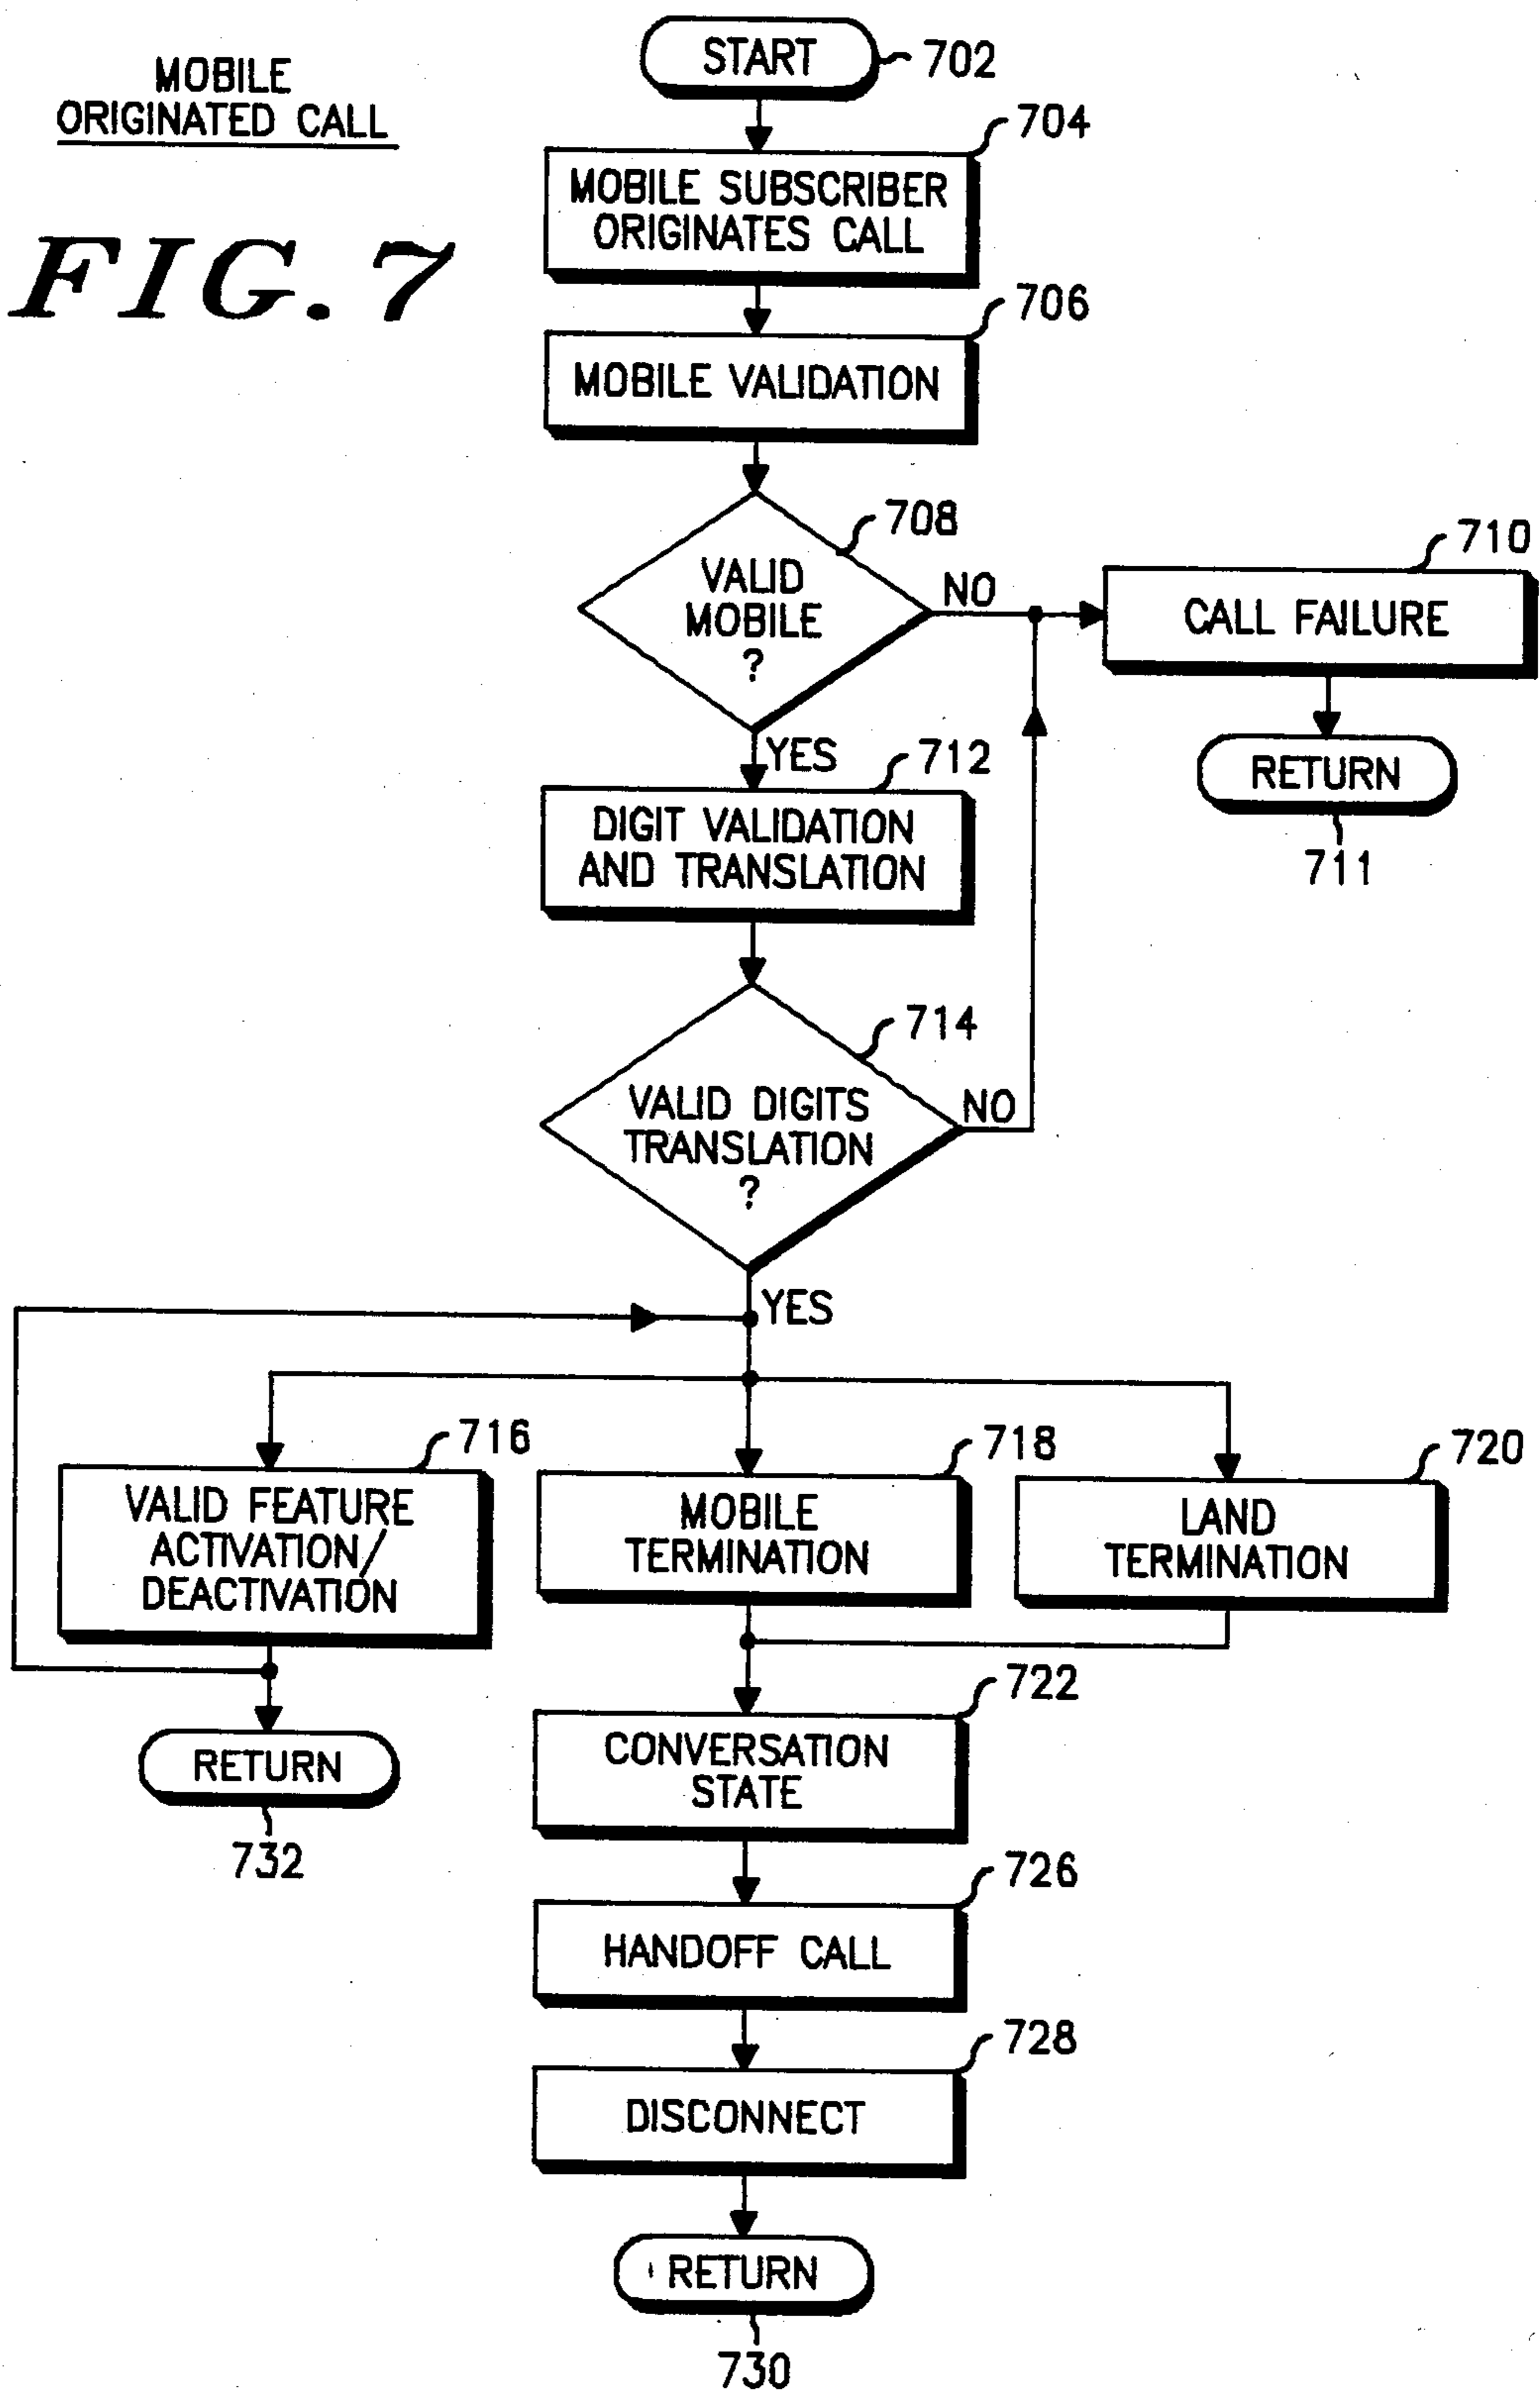 MOBILE
ORIGINATED CALL
FIG. 7
START
702
704
MOBILE SUBSCRIBER
ORIGINATES CALL
706
MOBILE VALIDATION
708
VALID
MOBILE
?
NO
710
CALL FAILURE
RETURN
711
YES
712
DIGIT VALIDATION
AND TRANSLATION
714
VALID DIGITS
TRANSLATION
?
NO
YES
716
VALID FEATURE
ACTIVATION/
DEACTIVATION
718
MOBILE
TERMINATION
720
LAND
TERMINATION
RETURN
732
722
CONVERSATION
STATE
726
HANDOFF CALL
728
DISCONNECT
RETURN
730